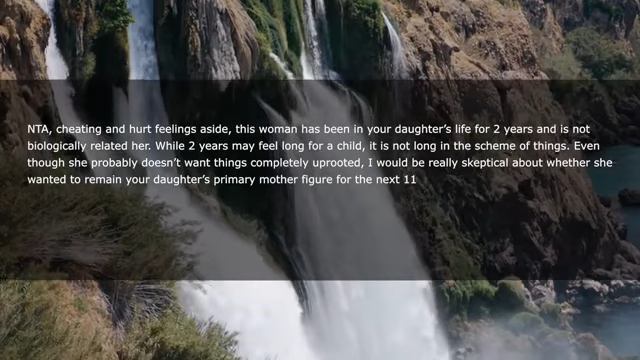 NTA, cheating and hurt feelings aside, this woman has been in your daughter’s life for 2 years and is not
biologically related her. While 2 years may feel long for a child, it is not long in the scheme of things. Even
though she probably doesn’t want things completely uprooted, I would be really skeptical about whether she
wanted to remain your daughter’s primary mother figure for the next 11